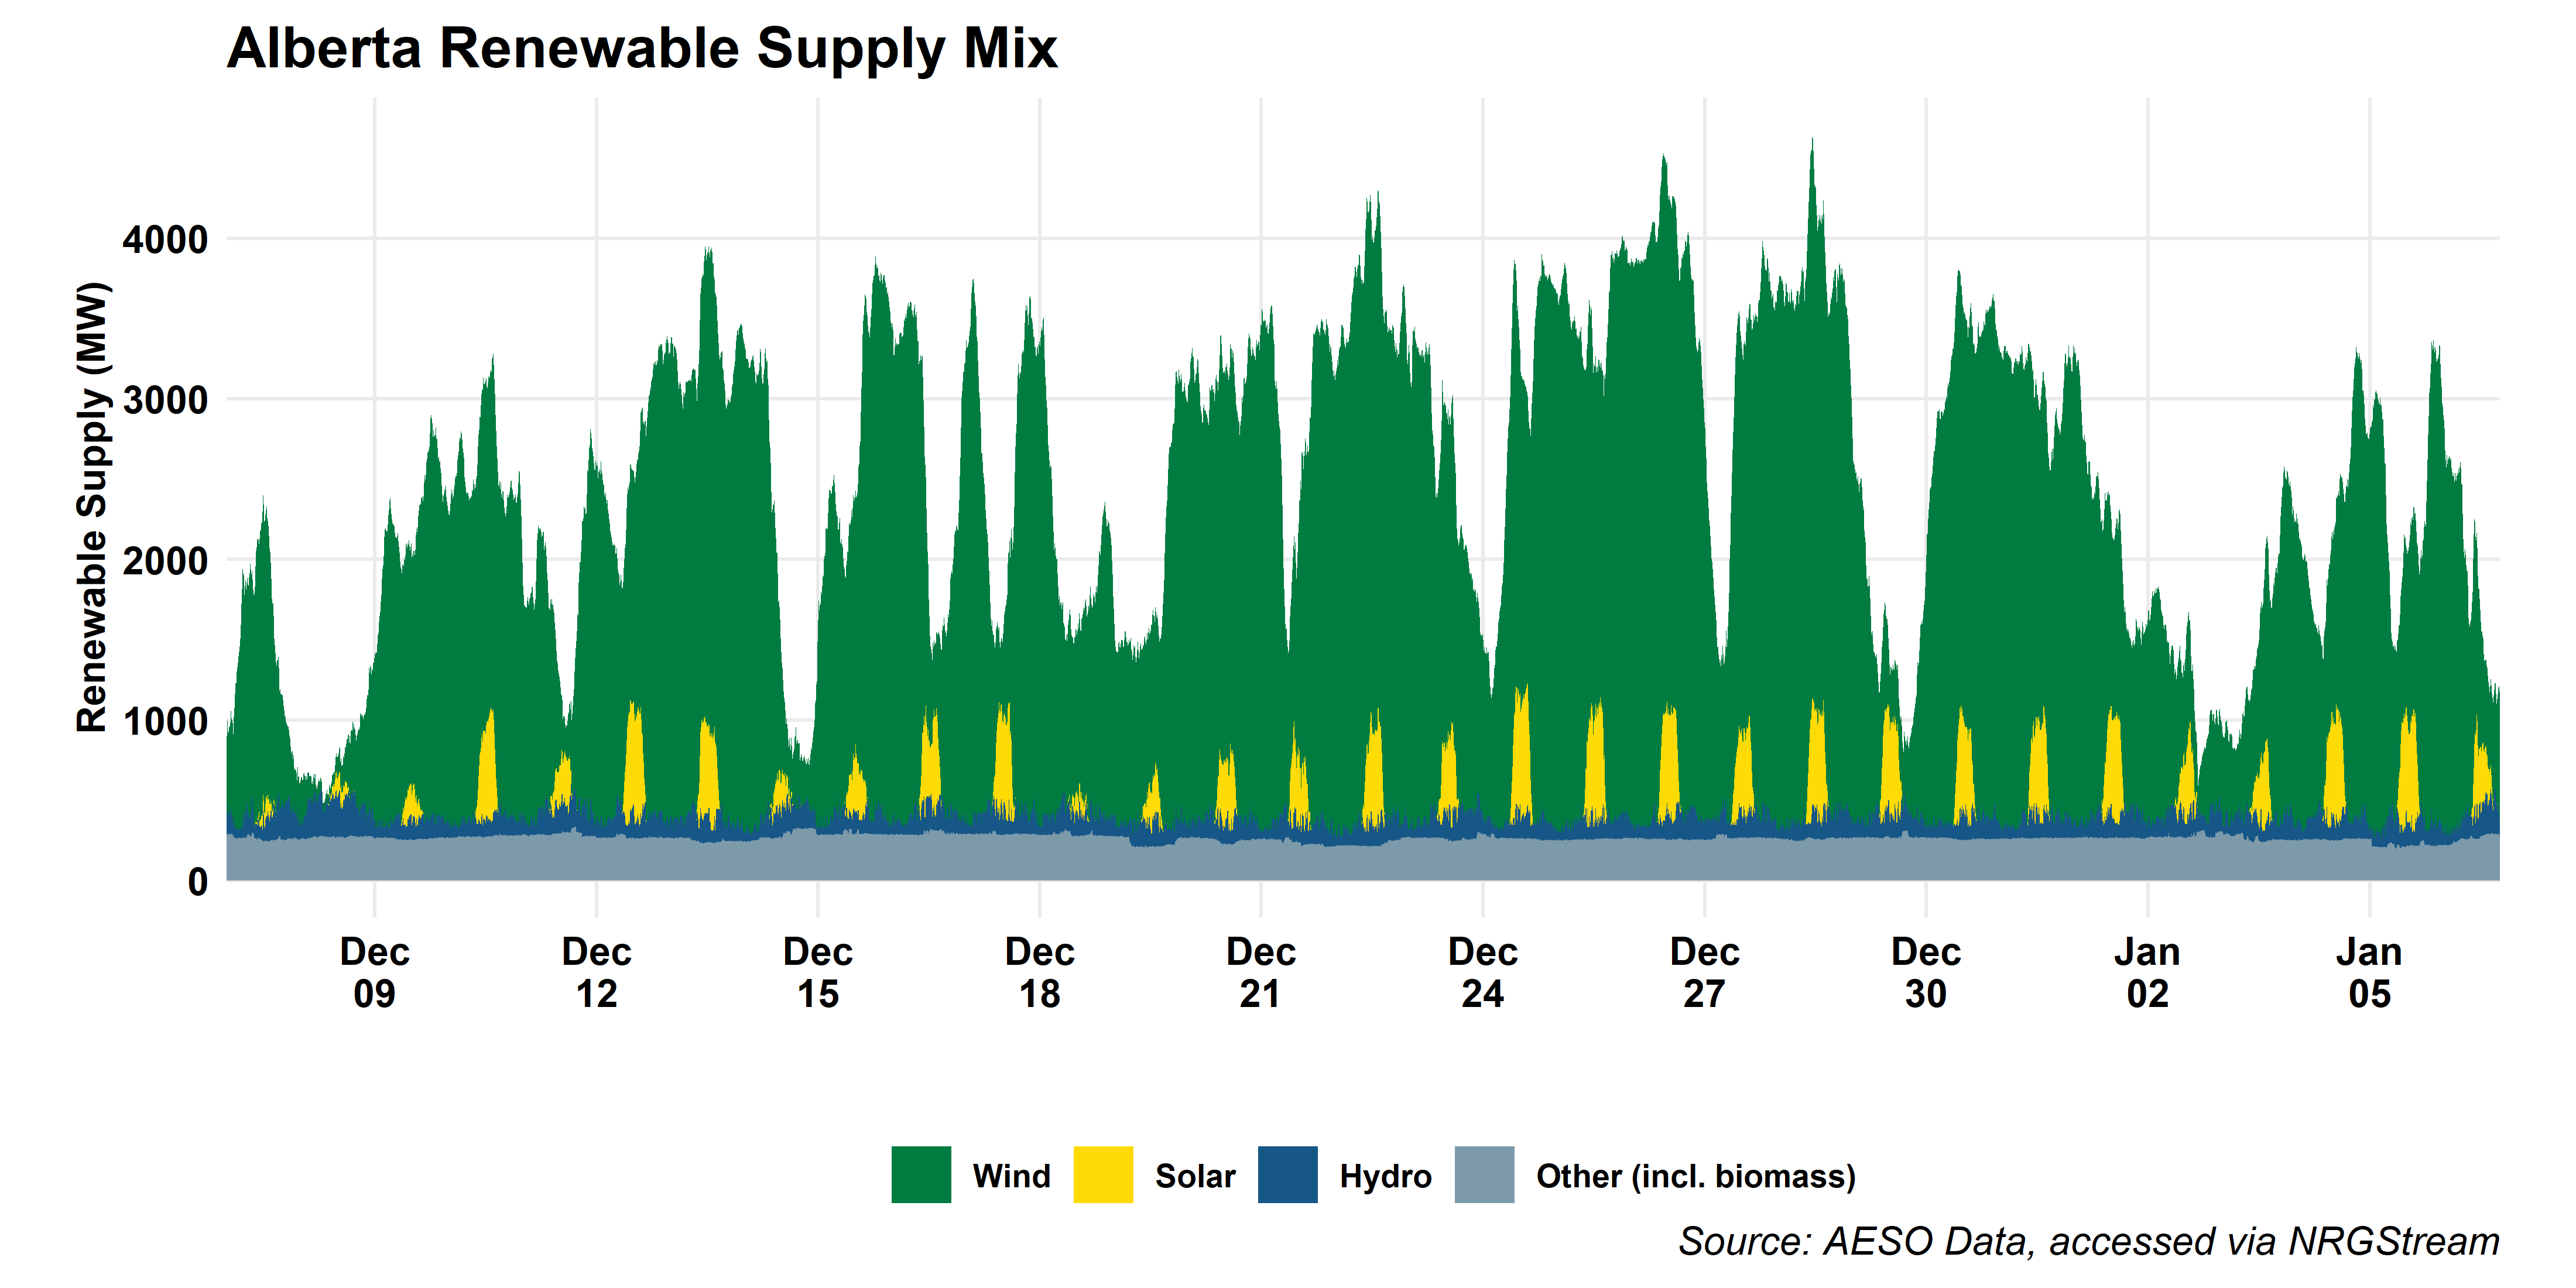 Alberta Renewable Supply Mix
Renewable Supply (MW)
4000
3000
2000
1000
0
Dec
09
Dec
12
Dec
15
Dec
18
Dec
21
Dec
24
Dec
27
Dec
30
Jan
02
Jan
05
Wind
Solar
Hydro
Other (incl. biomass)
Source: AESO Data, accessed via NRGStream